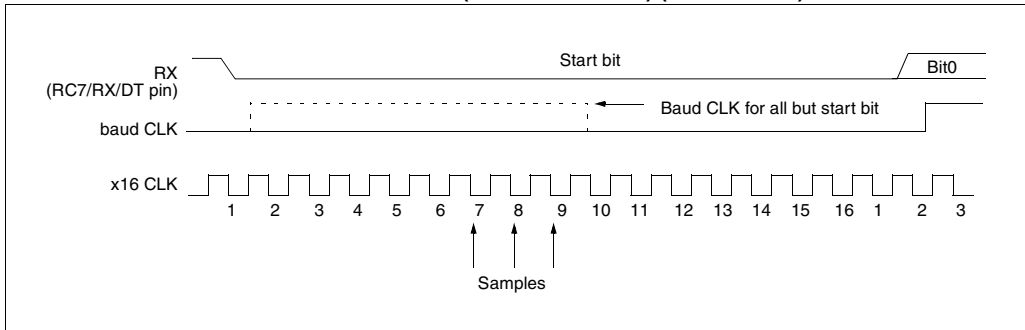 Start bit
RX
(RC7/RX/DT pin)
Bit0
Baud CLK for all but start bit
baud CLK
x16 CLK
1 2 3 4 5 6 7 8 9 10 11 12 13 14 15 16 1 2 3
Samples